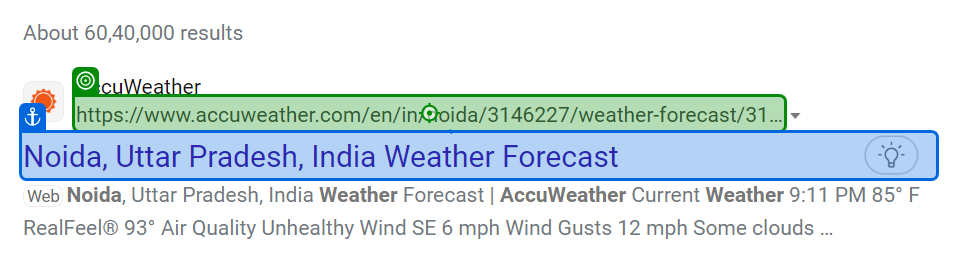 About 60,40,000 results
ccuWeather
https://www.accuweather.com/en/in/noida/3146227/weather-forecast/31...
Noida, Uttar Pradesh, India Weather Forecast
Web Noida, Uttar Pradesh, India Weather Forecast | AccuWeather Current Weather 9:11 PM 85° F
RealFeel® 93° Air Quality Unhealthy Wind SE 6 mph Wind Gusts 12 mph Some clouds ...